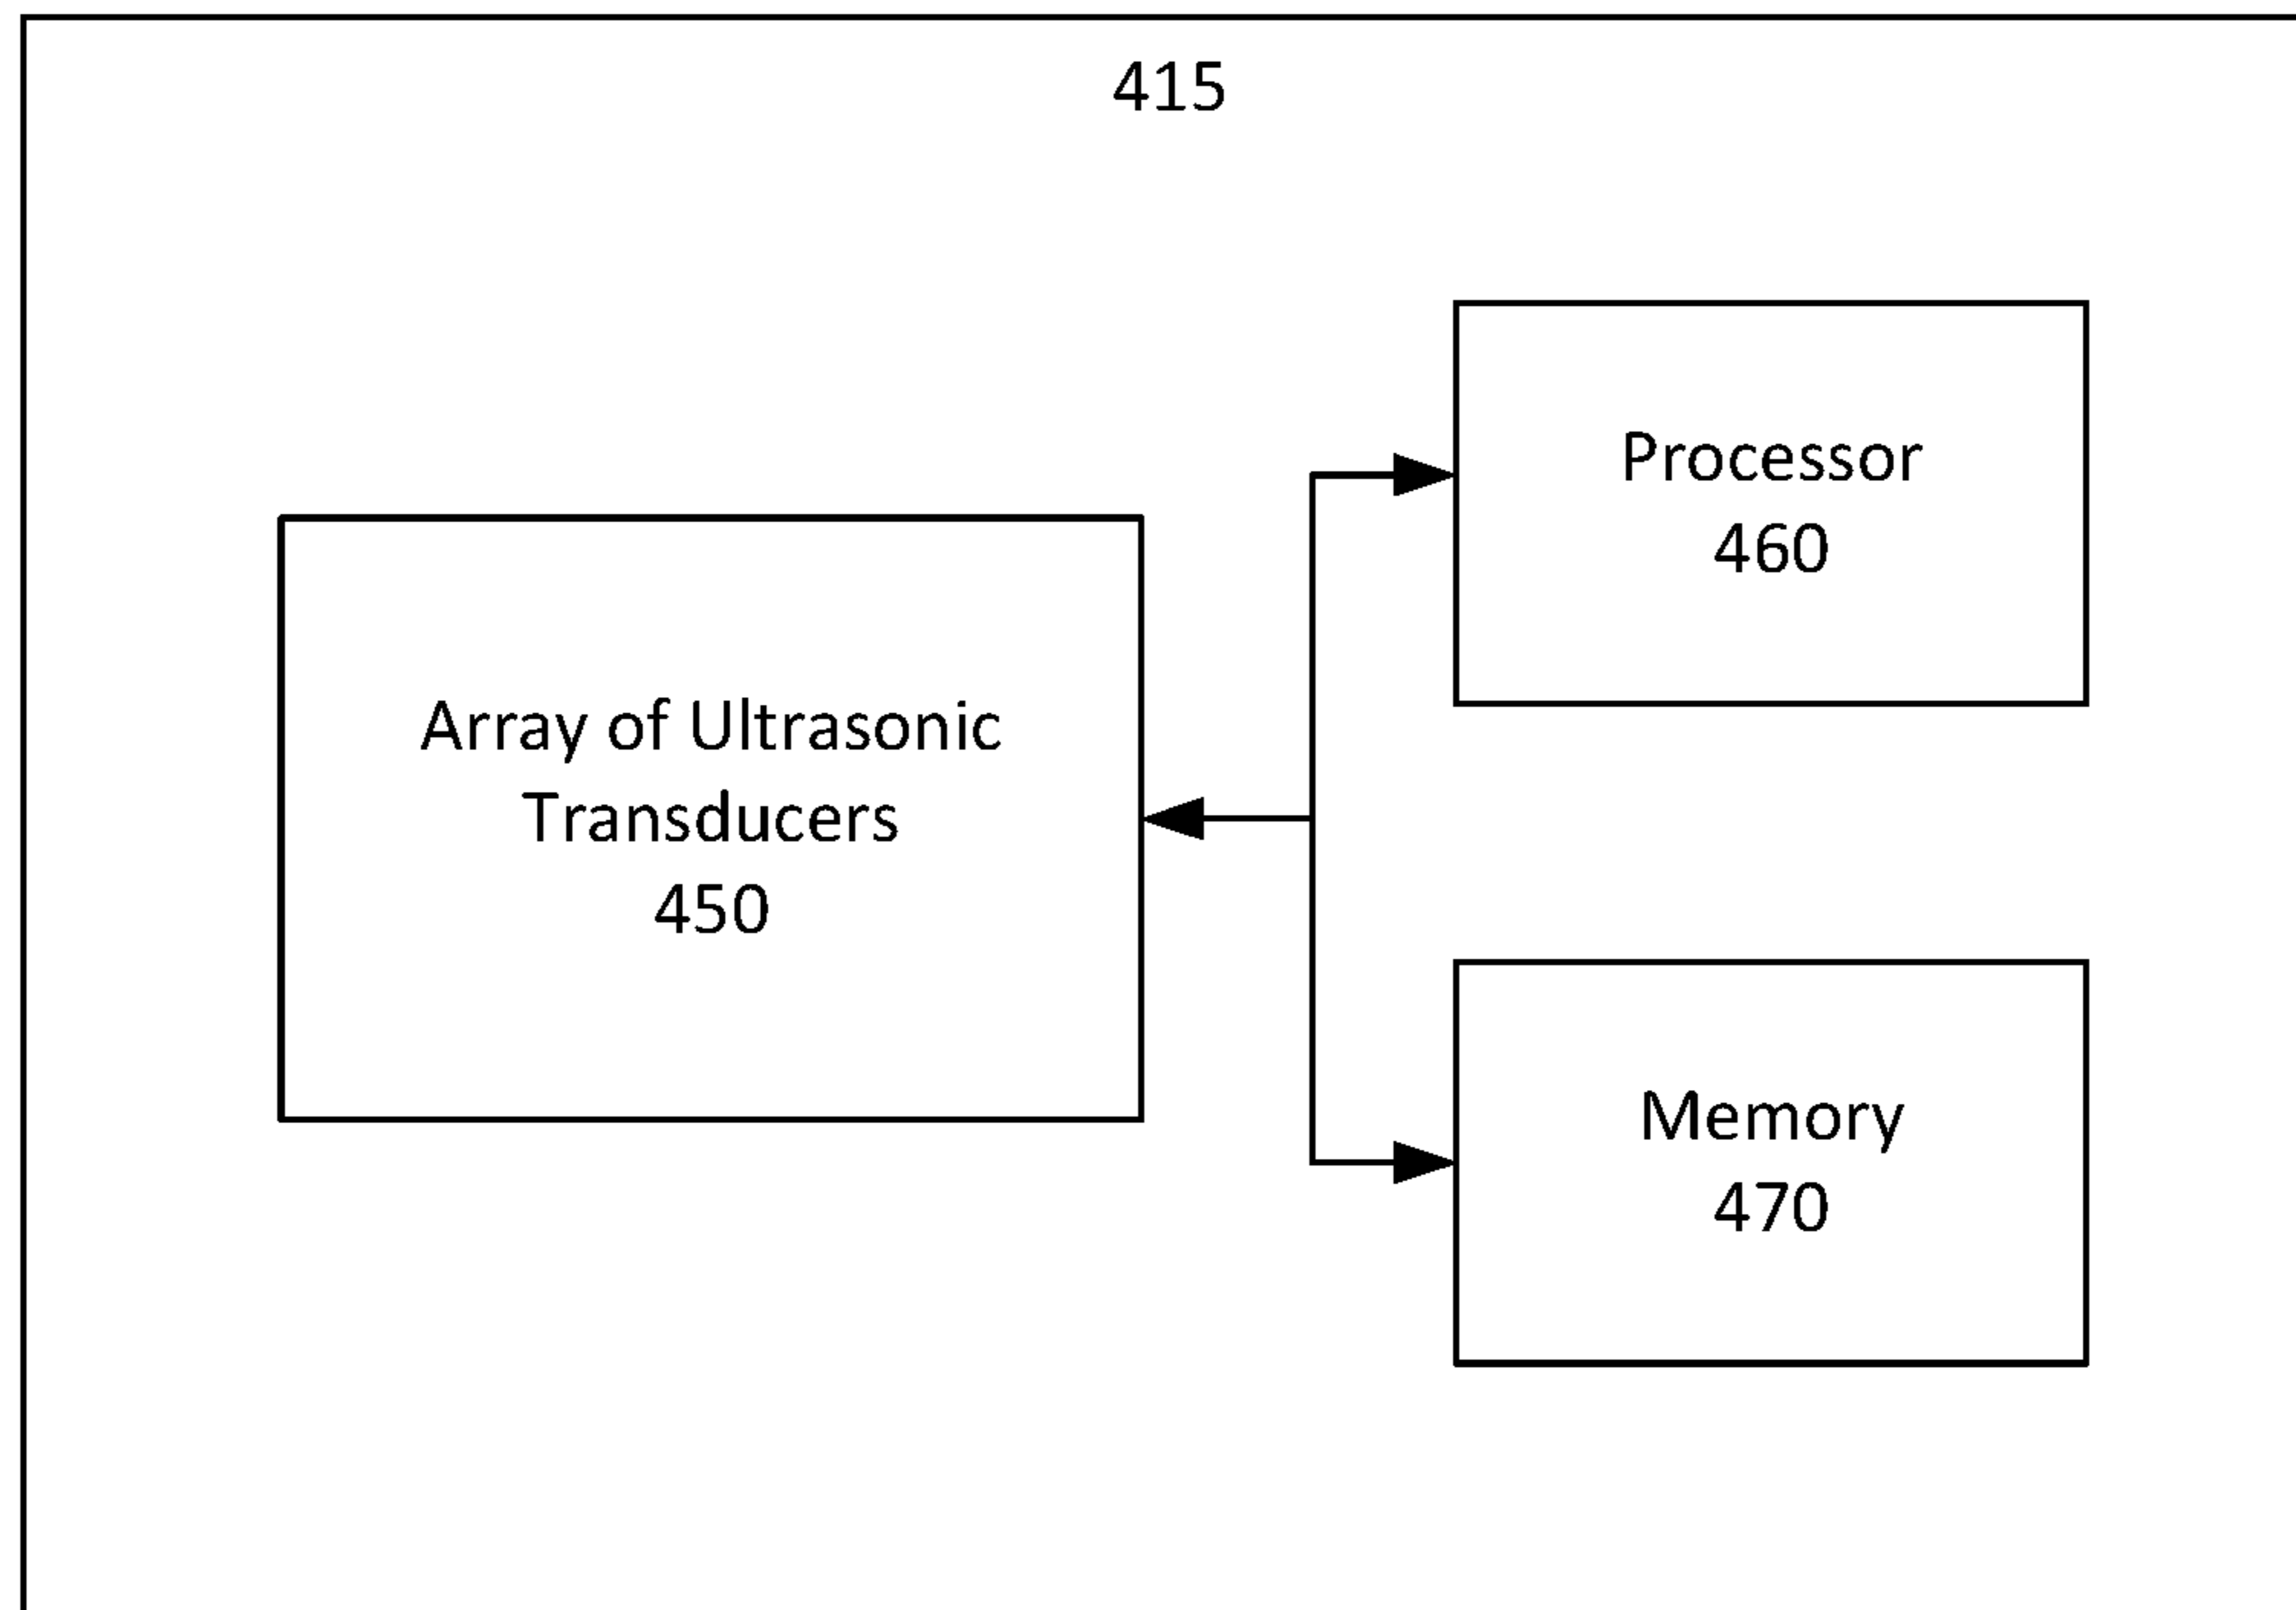 415
Processor
460
Array of Ultrasonic
Transducers
450
Memory
470